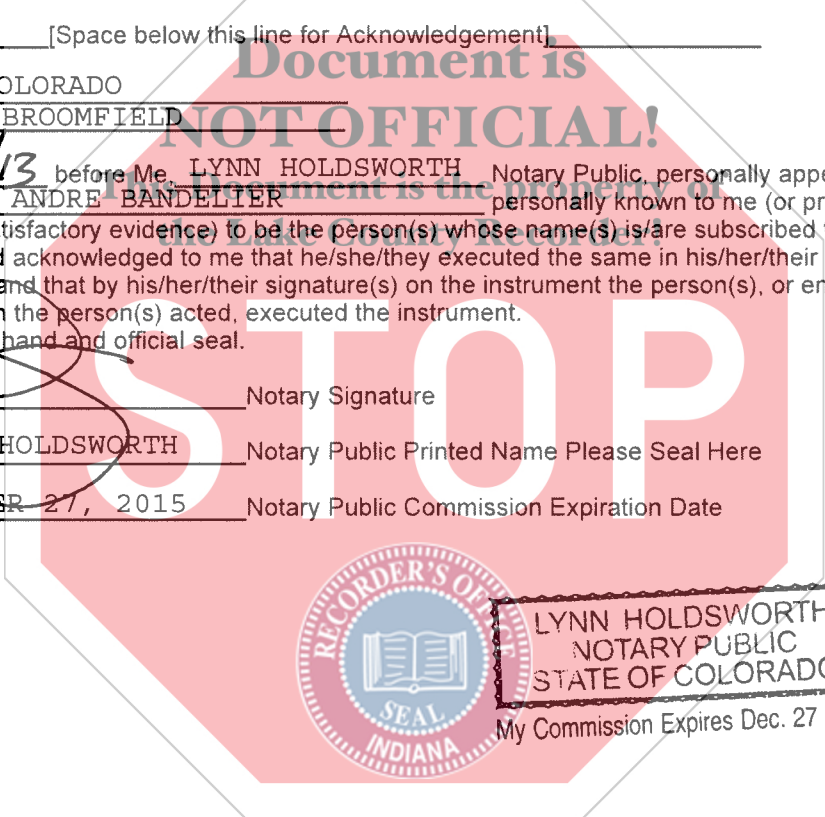 [Space below this line for Acknowledgement]
Document is
OLORADO
BROOMFIELD
NOT OFFICIAL!
13 before Me, LYNN HOLDSWORTH Notary Public, personally appe
This Document is the property of
ANDRE BANDELIER personally known to me (or pr
tisfactory evidence) to be the person(s) whose name(s) is/are subscribed
the Lake County Recorder!
d acknowledged to me that he/she/they executed the same in his/her/their
and that by his/her/their signature(s) on the instrument the person(s), or en
h the person(s) acted, executed the instrument.
hand and official seal.
STOP
Notary Signature
HOLDSWORTH Notary Public Printed Name Please Seal Here
ER 27, 2015 Notary Public Commission Expiration Date
RECORDER'S OFFICE
SEAL
INDIANA
LYNN HOLDSWORTH
NOTARY PUBLIC
STATE OF COLORADO
My Commission Expires Dec. 27